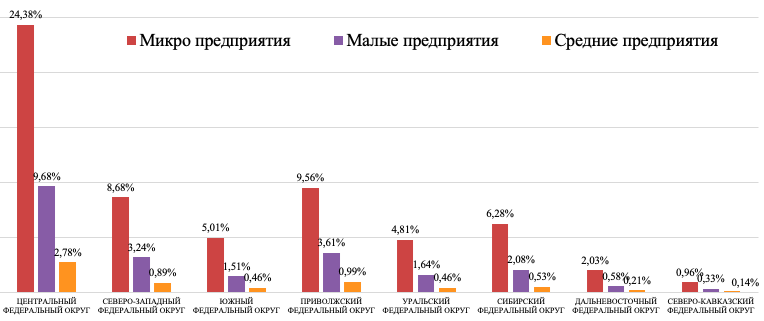 24,38%
Микро предприятия Малые предприятия Средние предприятия
9,68%
2,78%
8,68%
3,24%
0,89%
5,01%
1,51%
0,46%
9,56%
3,61%
0,99%
4,81%
1,64%
0,46%
6,28%
2,08%
0,53%
2,03%
0,58%
0,21%
0,96%
0,33%
0,14%
ЦЕНТРАЛЬНЫЙ
ФЕДЕРАЛЬНЫЙ ОКРУГ
СЕВЕРО-ЗАПАДНЫЙ
ФЕДЕРАЛЬНЫЙ ОКРУГ
ЮЖНЫЙ
ФЕДЕРАЛЬНЫЙ ОКРУГ
ПРИВОЛЖСКИЙ
ФЕДЕРАЛЬНЫЙ ОКРУГ
УРАЛЬСКИЙ
ФЕДЕРАЛЬНЫЙ ОКРУГ
СИБИРСКИЙ
ФЕДЕРАЛЬНЫЙ ОКРУГ
ДАЛЬНЕВОСТОЧНЫЙ
ФЕДЕРАЛЬНЫЙ ОКРУГ
СЕВЕРО-КАВКАЗСКИЙ
ФЕДЕРАЛЬНЫЙ ОКРУГ